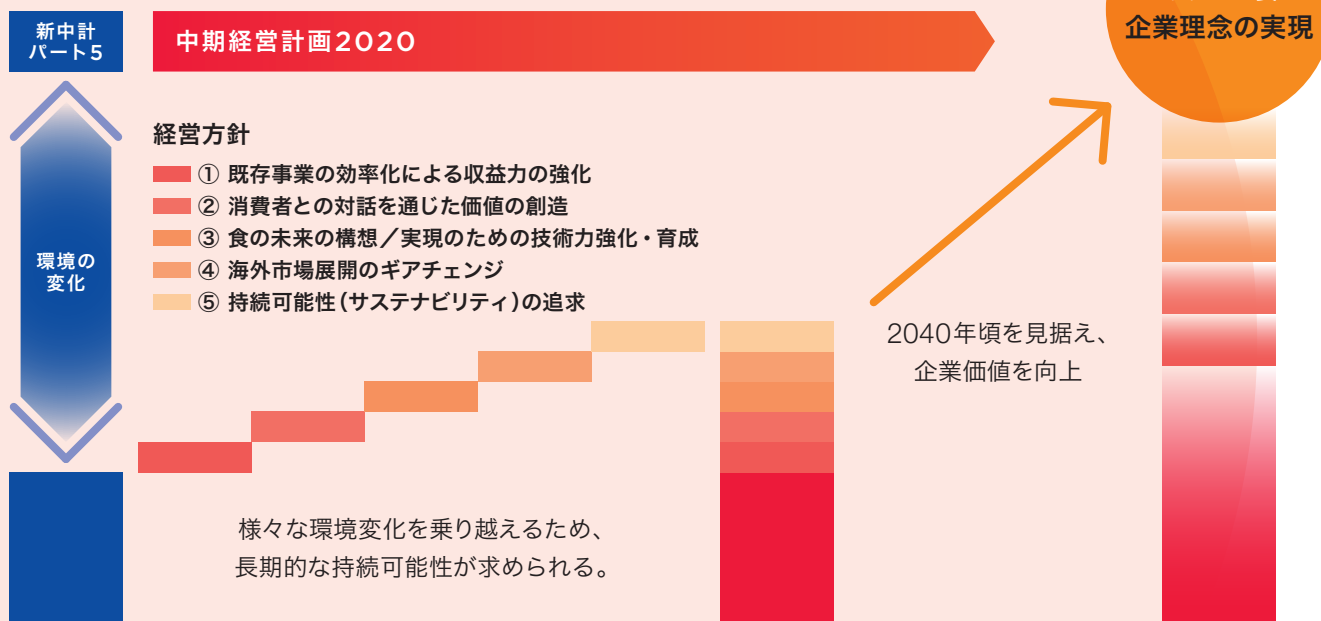 新中計
パート5
中期経営計画2020
企業理念の実現
経営方針
① 既存事業の効率化による収益力の強化
② 消費者との対話を通じた価値の創造
③ 食の未来の構想／実現のための技術力強化・育成
④ 海外市場展開のギアチェンジ
⑤ 持続可能性（サステナビリティ）の追求
環境の
変化
2040年頃を見据え、
企業価値を向上
様々な環境変化を乗り越えるため、
長期的な持続可能性が求められる。